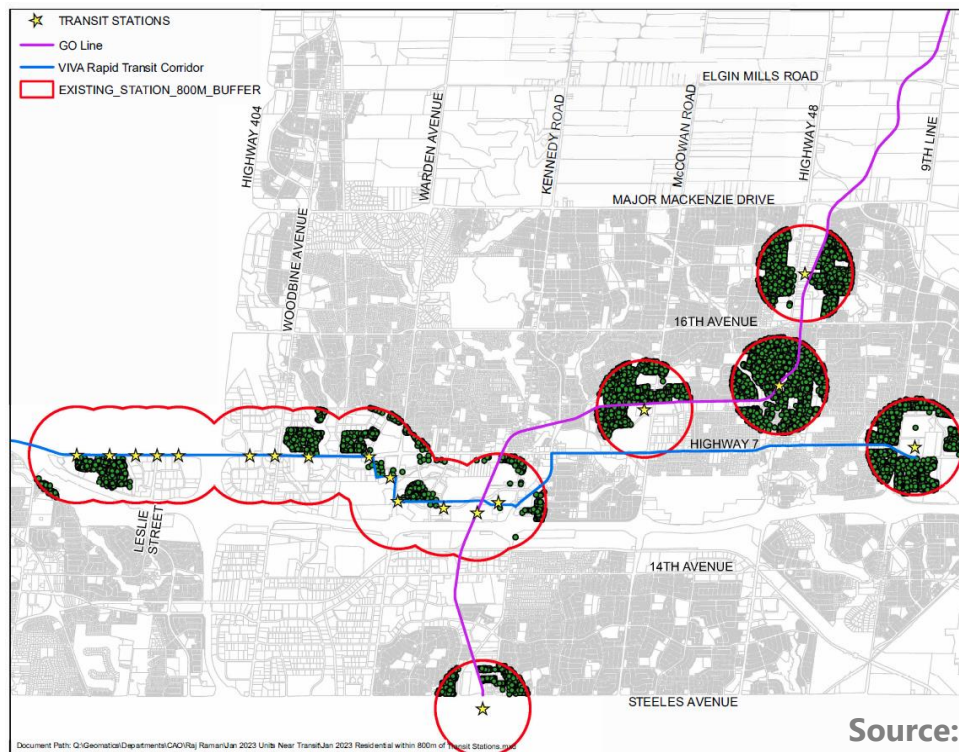 TRANSIT STATIONS
GO Line
VIVA Rapid Transit Corridor
EXISTING_STATION_800M_BUFFER
HIGHWAY 404
WARDEN AVENUE
KENNEDY ROAD
McCOWAN ROAD
ELGIN MILLS ROAD
HIGHWAY 48
9TH LINE
MAJOR MACKENZIE DRIVE
WOODBINE AVENUE
16TH AVENUE
HIGHWAY 7
LESLIE
STREET
14TH AVENUE
STEELES AVENUE
Source:
Document Path: Q:\Geomatics\Departments\CAO\Raj Raman\Jan 2023 Units Near Transit\Jan 2023 Residential within 800m of Transit Stations.mxd